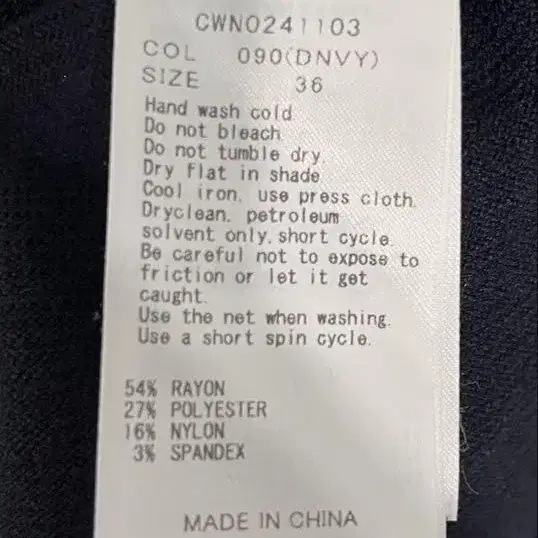 CWNO241103
COL 090(DNVY)
SIZE 36
Hand wash cold.
Do not bleach.
Do not tumble dry.
Dry flat in shade.
Cool iron, use press cloth.
Dryclean, petroleum
solvent only, short cycle.
Be careful not to expose to
friction or let it get
caught.
Use the net when washing.
Use a short spin cycle.
54% RAYON
27% POLYESTER
16% NYLON
3% SPANDEX
MADE IN CHINA